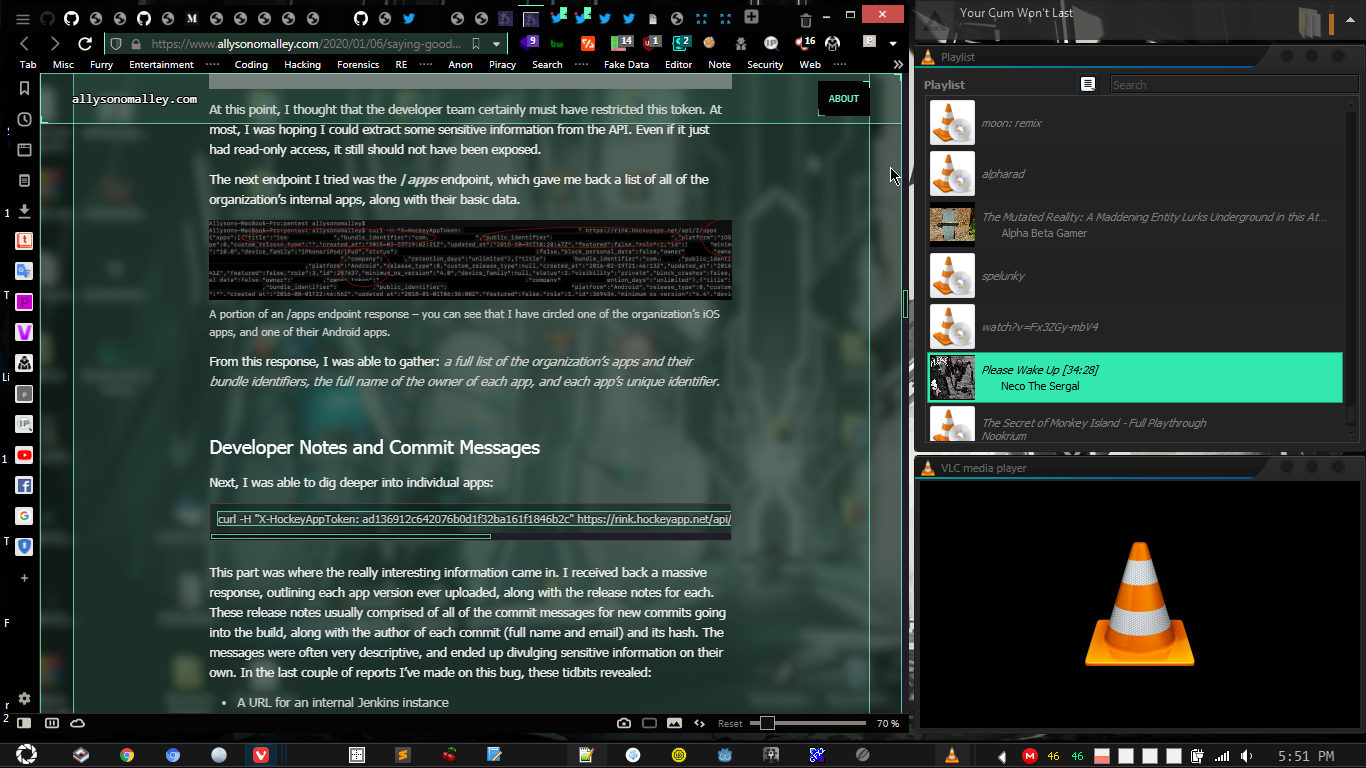 https://www.allysonomalley.com/2020/01/06/saying-good...
9
14
1
2
16
Tab Misc Furry Entertainment Coding Hacking Forensics RE Anon Piracy Search Fake Data Editor Note Security Web
allysonomalley.com
ABOUT
At this point, I thought that the developer team certainly must have restricted this token. At
most, I was hoping I could extract some sensitive information from the API. Even if it just
had read-only access, it still should not have been exposed.
The next endpoint I tried was the /apps endpoint, which gave me back a list of all of the
organization's internal apps, along with their basic data.
A portion of an /apps endpoint response – you can see that I have circled one of the organization's iOS
apps, and one of their Android apps.
From this response, I was able to gather: a full list of the organization's apps and their
bundle identifiers, the full name of the owner of each app, and each app's unique identifier.
Developer Notes and Commit Messages
Next, I was able to dig deeper into individual apps:
curl -H "X-HockeyAppToken: ad136912c642076b0d1f32ba161f1846b2c" https://rink.hockeyapp.net/api/
This part was where the really interesting information came in. I received back a massive
response, outlining each app version ever uploaded, along with the release notes for each.
These release notes usually comprised of all of the commit messages for new commits going
into the build, along with the author of each commit (full name and email) and its hash. The
messages were often very descriptive, and ended up divulging sensitive information on their
own. In the last couple of reports I've made on this bug, these tidbits revealed:
• A URL for an internal Jenkins instance
Reset
70 %
Your Cum Won't Last
Playlist
Playlist
Search
moon: remix
alpharad
The Mutated Reality: A Maddening Entity Lurks Underground in this At...
Alpha Beta Gamer
spelunky
watch?v=Fx3ZGy-mbV4
Please Wake Up [34:28]
Neco The Sergal
The Secret of Monkey Island - Full Playthrough
Nookrium
VLC media player
46
46
5:51 PM